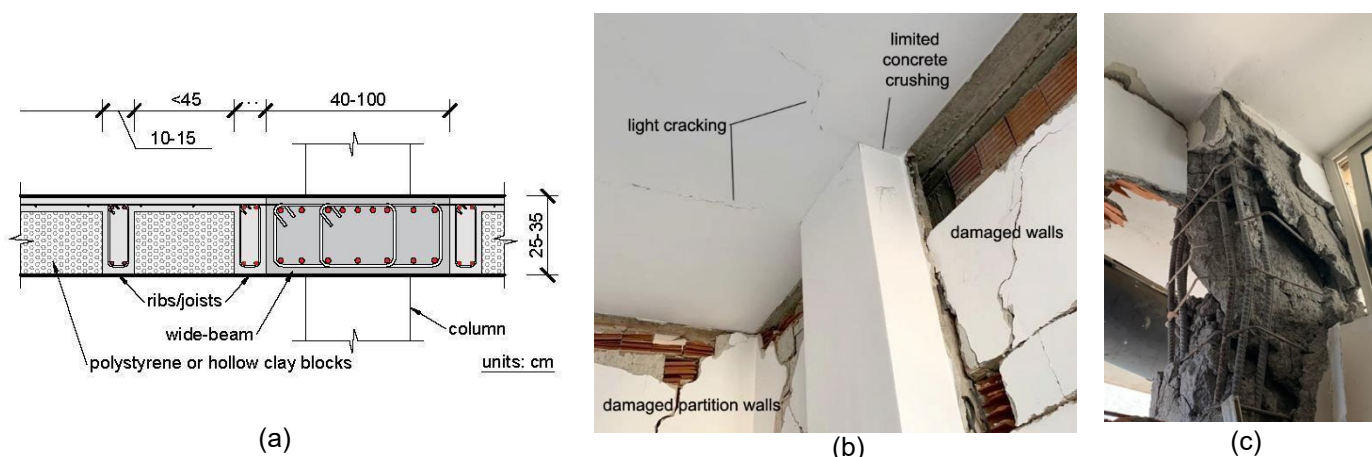 <45
40-100
10-15
25-35
ribs/joists
wide-beam
column
polystyrene or hollow clay blocks
units: cm
(a)
limited
concrete
crushing
light cracking
damaged walls
damaged partition walls
(b)
(c)